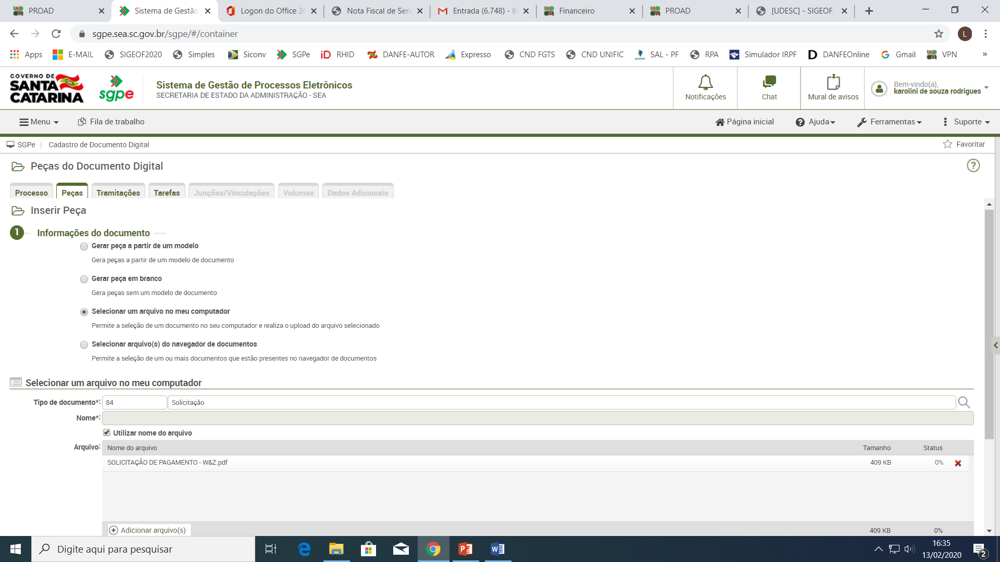 PROAD
Sistema de Gestão
Logon do Office 36
Nota Fiscal de Serv
Entrada (6.748) - lle
Financeiro
PROAD
[UDESC] - SIGEOF
sgpe.sea.sc.gov.br/sgpe/#/container
L
Apps
E-MAIL
SIGEOF2020
Simples
Siconv
SGPe
iD RHID
DANFE-AUTOR
Expresso
CND FGTS
CND UNIFIC
SAL - PF
RPA
Simulador IRPF
D DANFEOnline
G Gmail
VPN
»
GOVERNO DE
SANTA
CATARINA
sgpe
Sistema de Gestão de Processos Eletrônicos
SECRETARIA DE ESTADO DA ADMINISTRAÇÃO - SEA
Notificações
Chat
Mural de avisos
Bem-vindo(a),
karolini de souza rodrigues
Menu
Fila de trabalho
Página inicial
Ajuda
Ferramentas
Suporte
SGPe | Cadastro de Documento Digital
Favoritar
Peças do Documento Digital
?
Processo
Peças
Tramitações
Tarefas
Junções/Vinculações
Volumes
Dados Adicionais
Inserir Peça
1 Informações do documento
Gerar peça a partir de um modelo
Gera peças a partir de um modelo de documento
Gerar peça em branco
Gera peças sem um modelo de documento
Selecionar um arquivo no meu computador
Permite a seleção de um documento no seu computador e realiza o upload do arquivo selecionado
Selecionar arquivo(s) do navegador de documentos
Permite a seleção de um ou mais documentos que estão presentes no navegador de documentos
Selecionar um arquivo no meu computador
Tipo de documento*: 84 Solicitação
Nome*:
Utilizar nome do arquivo
Arquivo: Nome do arquivo Tamanho Status
SOLICITAÇÃO DE PAGAMENTO - W&Z.pdf 409 KB 0%
Adicionar arquivo(s) 409 KB 0%
Digite aqui para pesquisar
16:35
13/02/2020
2